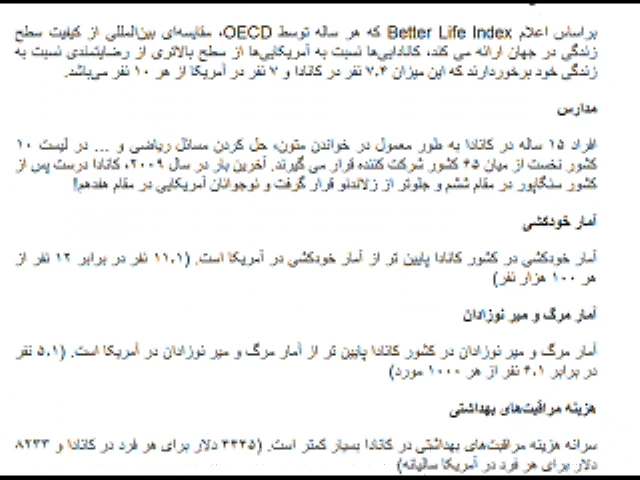 براساس اعلام Better Life Index که هر ساله توسط OECD، مقایسه‌ای بین‌المللی از کیفیت سطح
زندگی در جهان ارائه می کند، کانادایی‌ها نسبت به آمریکایی‌ها از سطح بالاتری از رضایتمندی نسبت به
زندگی خود برخوردارند که این میزان ۷.۴ نفر در کانادا و ۷ نفر در آمریکا از هر ۱۰ نفر می‌باشد.
مدارس
افراد ۱۵ ساله در کانادا به طور معمول در خواندن متون، حل کردن مسائل ریاضی و ... در لیست ۱۰
کشور نخست از میان ۶۵ کشور شرکت کننده قرار می گیرند. آخرین بار در سال ۲۰۰۹، کانادا درست پس از
کشور سنگاپور در مقام ششم و جلوتر از زلاندنو قرار گرفت و نوجوانان آمریکایی در مقام هفدهم!
آمار خودکشی
آمار خودکشی در کشور کانادا پایین تر از آمار خودکشی در آمریکا است. (۱۱.۱ نفر در برابر ۱۲ نفر از
هر ۱۰۰ هزار نفر)
آمار مرگ و میر نوزادان
آمار مرگ و میر نوزادان در کشور کانادا پایین تر از آمار مرگ و میر نوزادان در آمریکا است. (۵.۱ نفر
در برابر ۶.۱ نفر از هر ۱۰۰۰ مورد)
هزینه مراقبت‌های بهداشتی
سرانه هزینه مراقبت‌های بهداشتی در کانادا بسیار کمتر است. (۴۴۴۵ دلار برای هر فرد در کانادا و ۸۲۳۳
دلار برای هر فرد در آمریکا سالیانه)